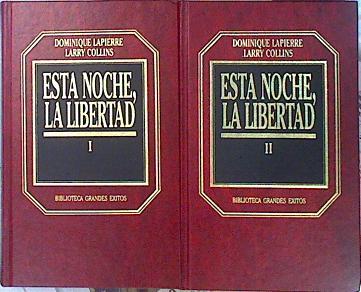 DOMINIQUE LAPIERRE
LARRY COLLINS
ESTA NOCHE,
LA LIBERTAD
I
BIBLIOTECA GRANDES EXITOS
DOMINIQUE LAPIERRE
LARRY COLLINS
ESTA NOCHE,
LA LIBERTAD
II
BIBLIOTECA GRANDES EXITOS